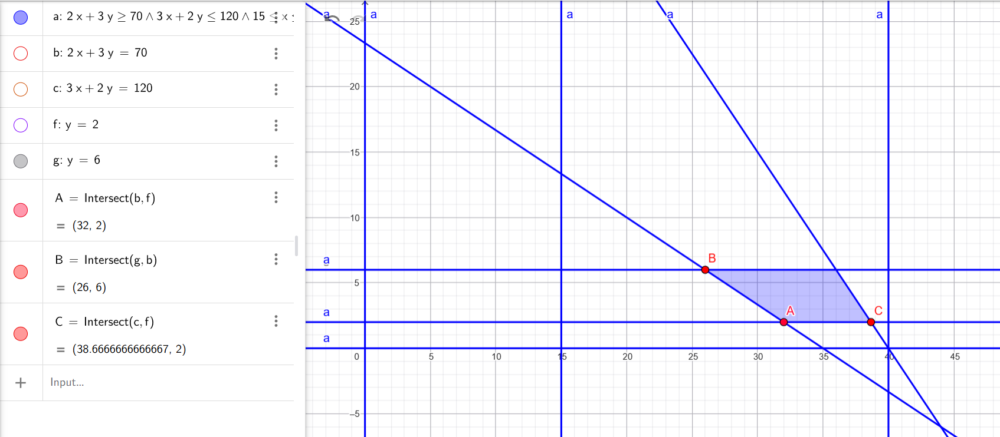 a: 2 x + 3 y ≥ 70 ∧ 3 x + 2 y ≤ 120 ∧ 15 ≤ x ≤
b: 2 x + 3 y = 70
c: 3 x + 2 y = 120
f: y = 2
g: y = 6
A = Intersect(b, f)
= (32, 2)
B = Intersect(g, b)
= (26, 6)
C = Intersect(c, f)
= (38.6666666666667, 2)
+ Input...
a a a a a
25
20
15
10
a B
5
a A C
a
0 5 10 15 20 25 30 35 40 45
–5